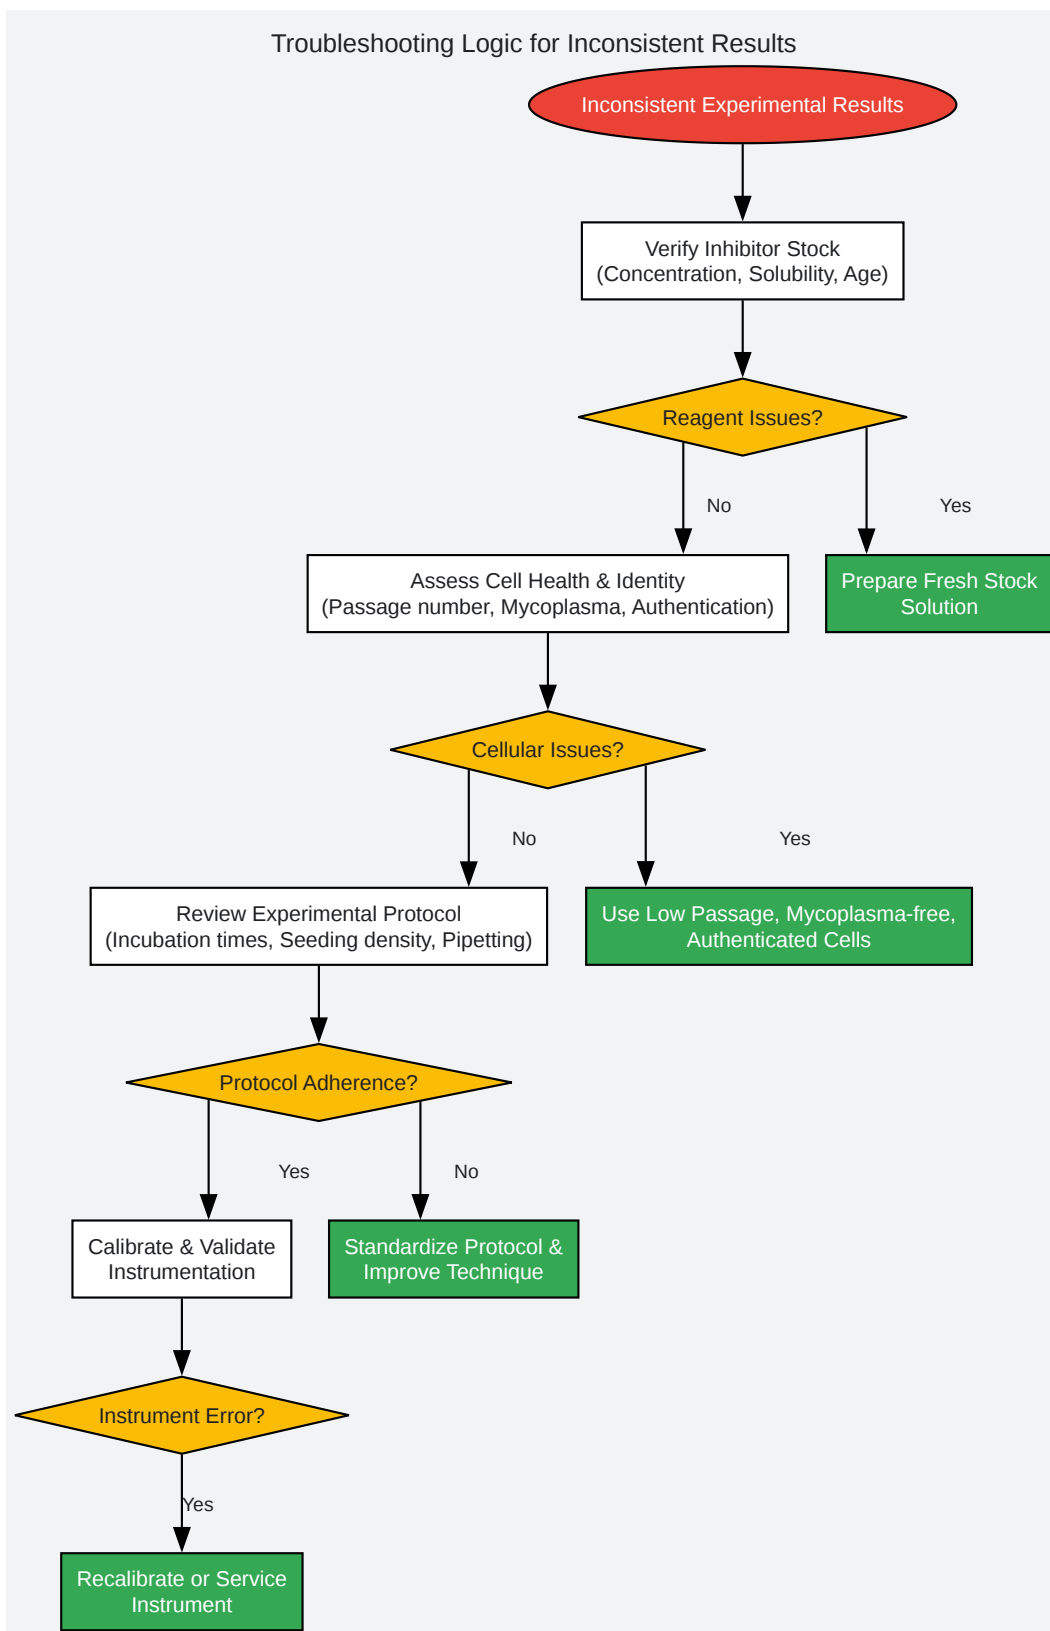 Troubleshooting Logic for Inconsistent Results
Inconsistent Experimental Results
Verify Inhibitor Stock
(Concentration, Solubility, Age)
Reagent Issues?
No
Yes
Assess Cell Health & Identity
(Passage number, Mycoplasma, Authentication)
Prepare Fresh Stock
Solution
Cellular Issues?
No
Yes
Review Experimental Protocol
(Incubation times, Seeding density, Pipetting)
Use Low Passage, Mycoplasma-free,
Authenticated Cells
Protocol Adherence?
Yes
No
Calibrate & Validate
Instrumentation
Standardize Protocol &
Improve Technique
Instrument Error?
Yes
Recalibrate or Service
Instrument